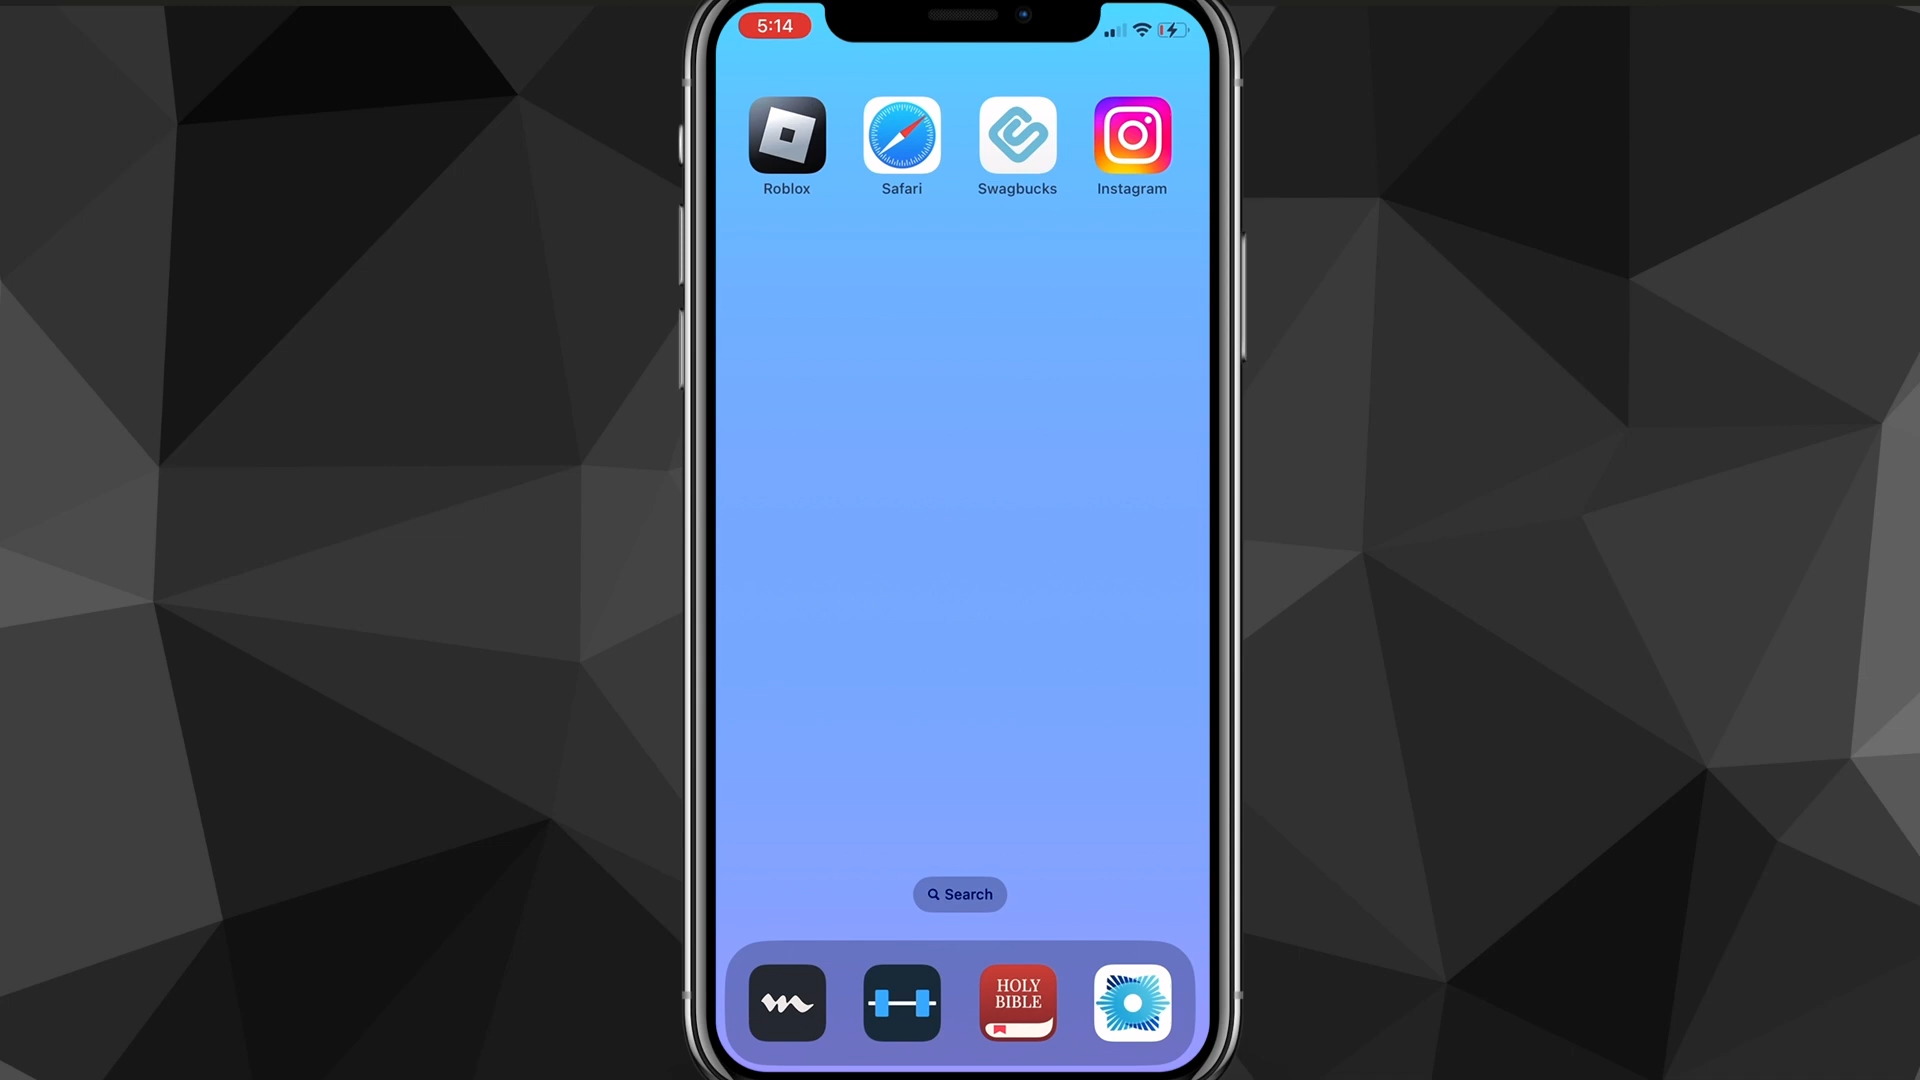 5:14
Roblox
Safari
Swagbucks
Instagram
Search
HOLY
BIBLE